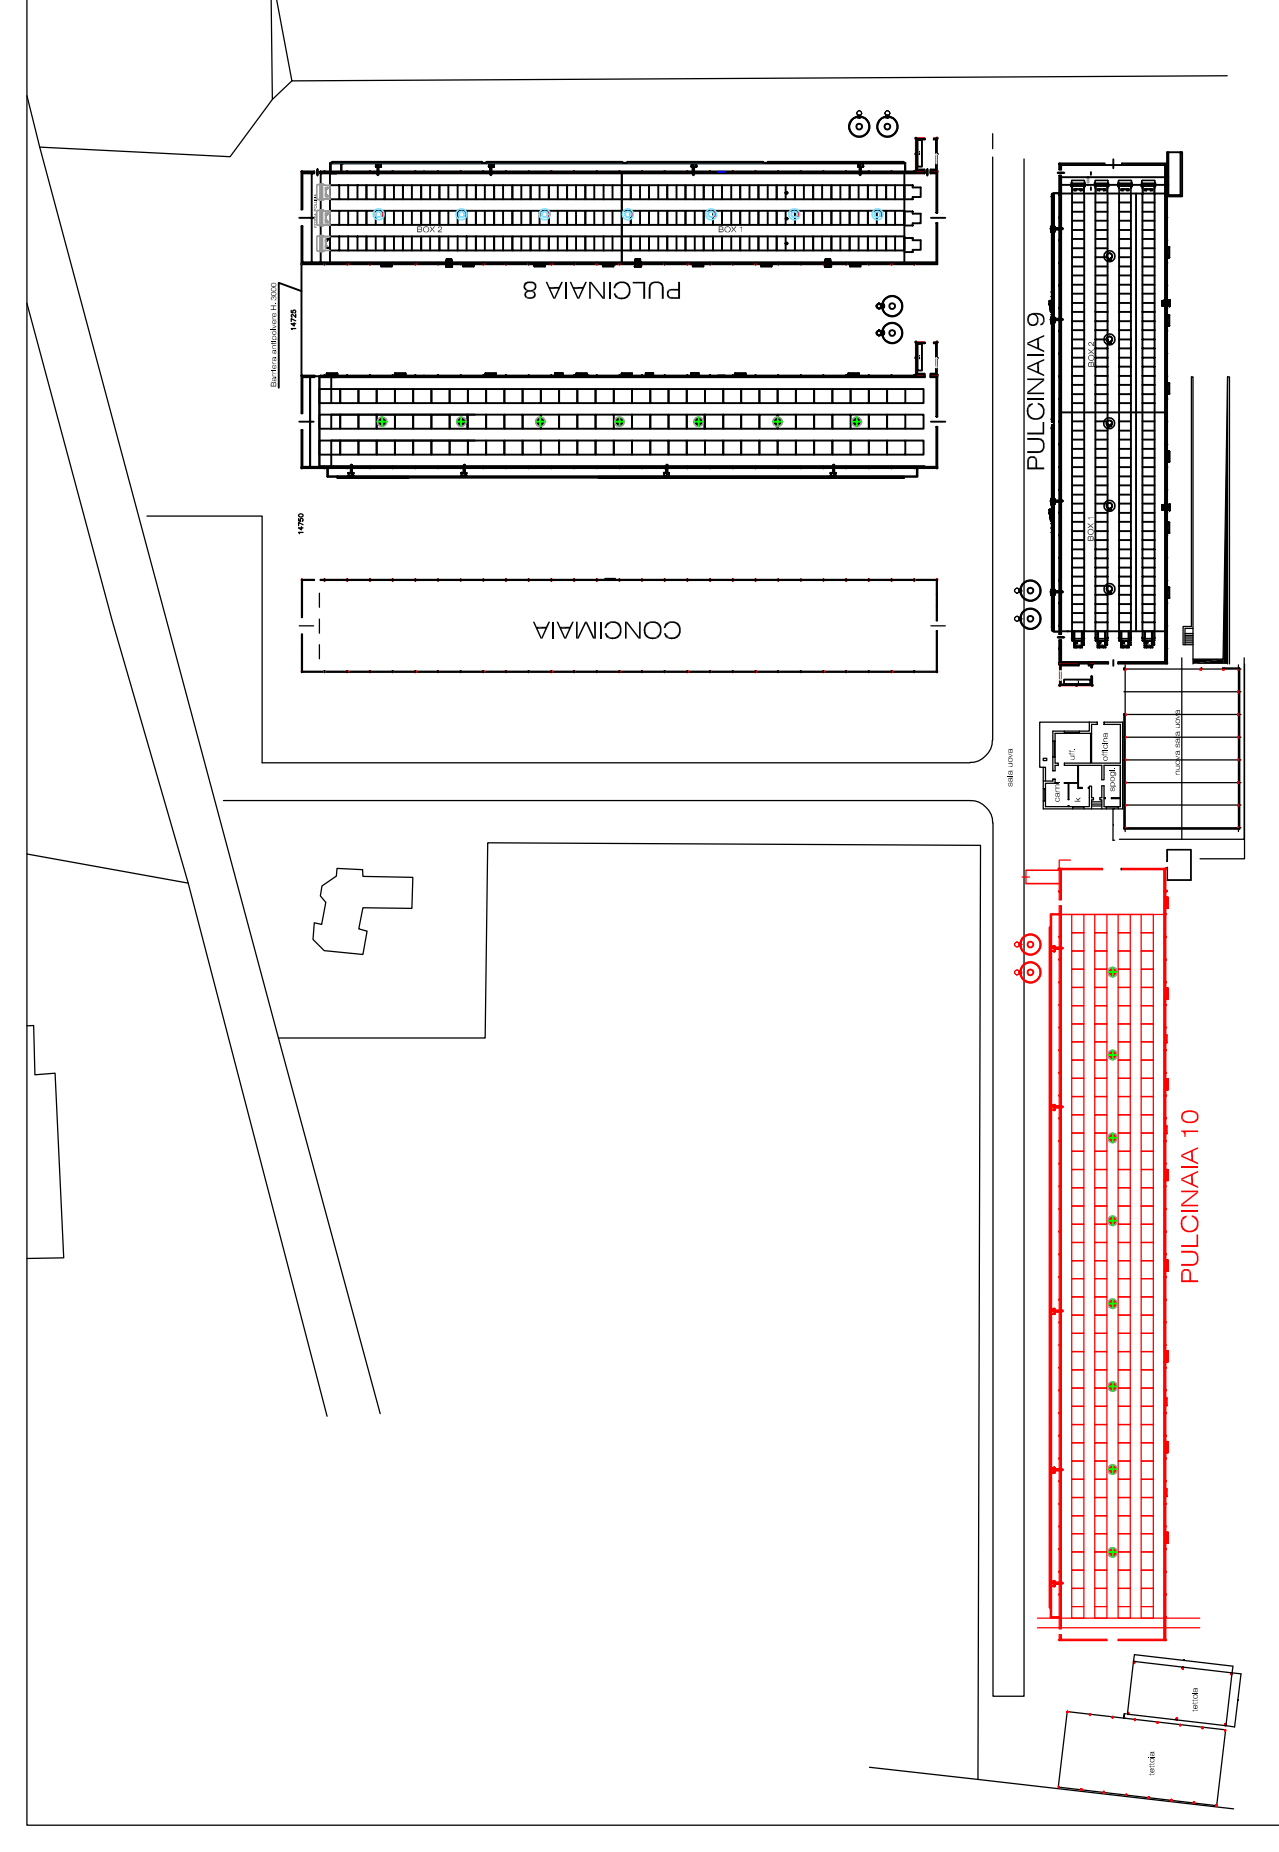 BOX 2
BOX 1
PULCINAIA 8
Barriera antipolvere H. 3000
14725
PULCINAIA 9
BOX 2
BOX 1
14750
CONCIMAIA
sala uova
uff.
officina
cam.
k
spogl.
nuova sala uova
PULCINAIA 10
tettoia
tettoia